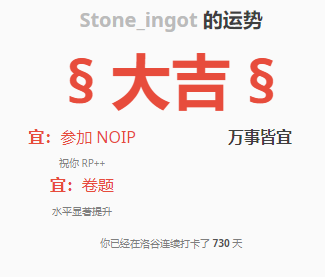 Stone_ingot 的运势
§ 大吉 §
宜：参加 NOIP 万事皆宜
祝你 RP++
宜：卷题
水平显著提升
你已经在洛谷连续打卡了 730 天